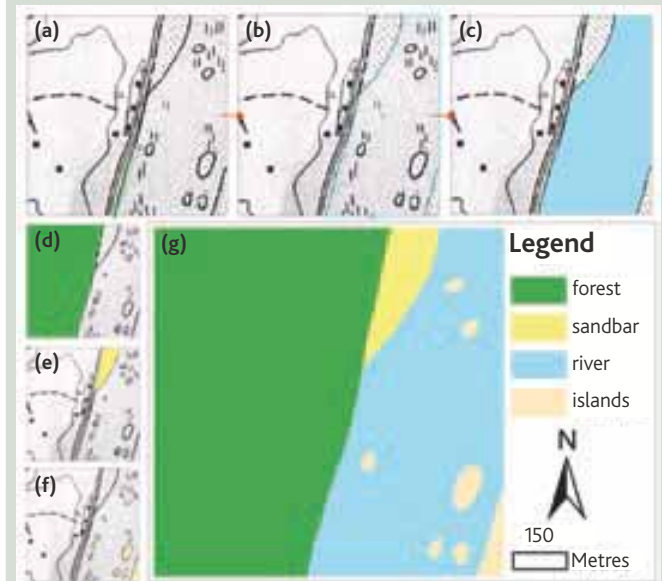 (a)
(b)
(c)
(d)
(e)
(f)
(g)
Legend
forest
sandbar
river
islands
N
150
Metres